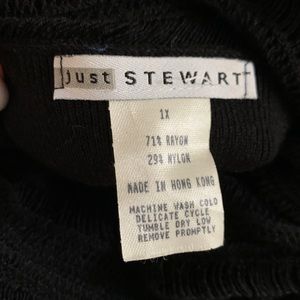 just STEWART
1X
71% RAYON
29% NYLON
MADE IN HONG KONG
MACHINE WASH COLD
DELICATE CYCLE
TUMBLE DRY LOW
REMOVE PROMPTLY